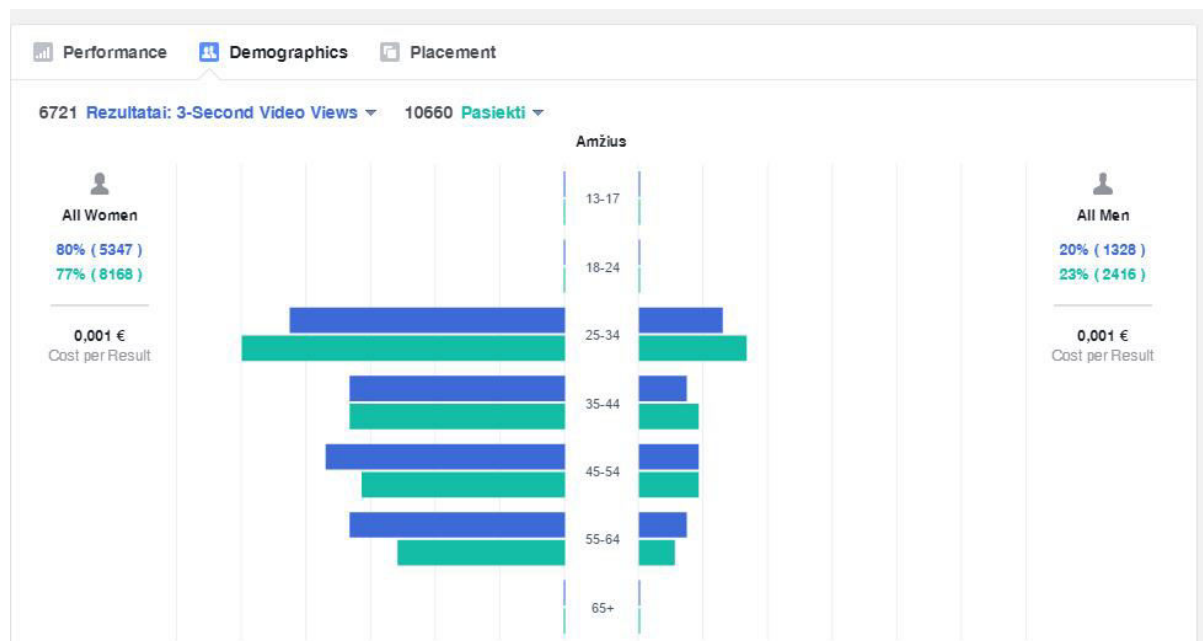 Performance Demographics Placement
6721 Rezultatai: 3-Second Video Views 10660 Pasiekti
Amžius
All Women
80% ( 5347 )
77% ( 8168 )
0,001 €
Cost per Result
13-17
18-24
25-34
35-44
45-54
55-64
65+
All Men
20% ( 1328 )
23% ( 2416 )
0,001 €
Cost per Result